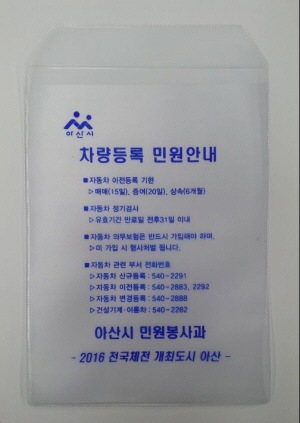 아산시
차량등록 민원안내
■ 자동차 이전등록 기한
▷ 매매(15일), 증여(20일), 상속(6개월)
■ 자동차 정기검사
▷ 유효기간 만료일 전후31일 이내
■ 자동차 의무보험은 반드시 가입해야 하며,
▷ 미 가입 시 형사처벌 됩니다.
■ 자동차 관련 부서 전화번호
▷ 자동차 신규등록 : 540-2291
▷ 자동차 이전등록 : 540-2883, 2292
▷ 자동차 변경등록 : 540-2888
▷ 건설기계·이륜차 : 540-2282
아산시 민원봉사과
- 2016 전국체전 개최도시 아산 -